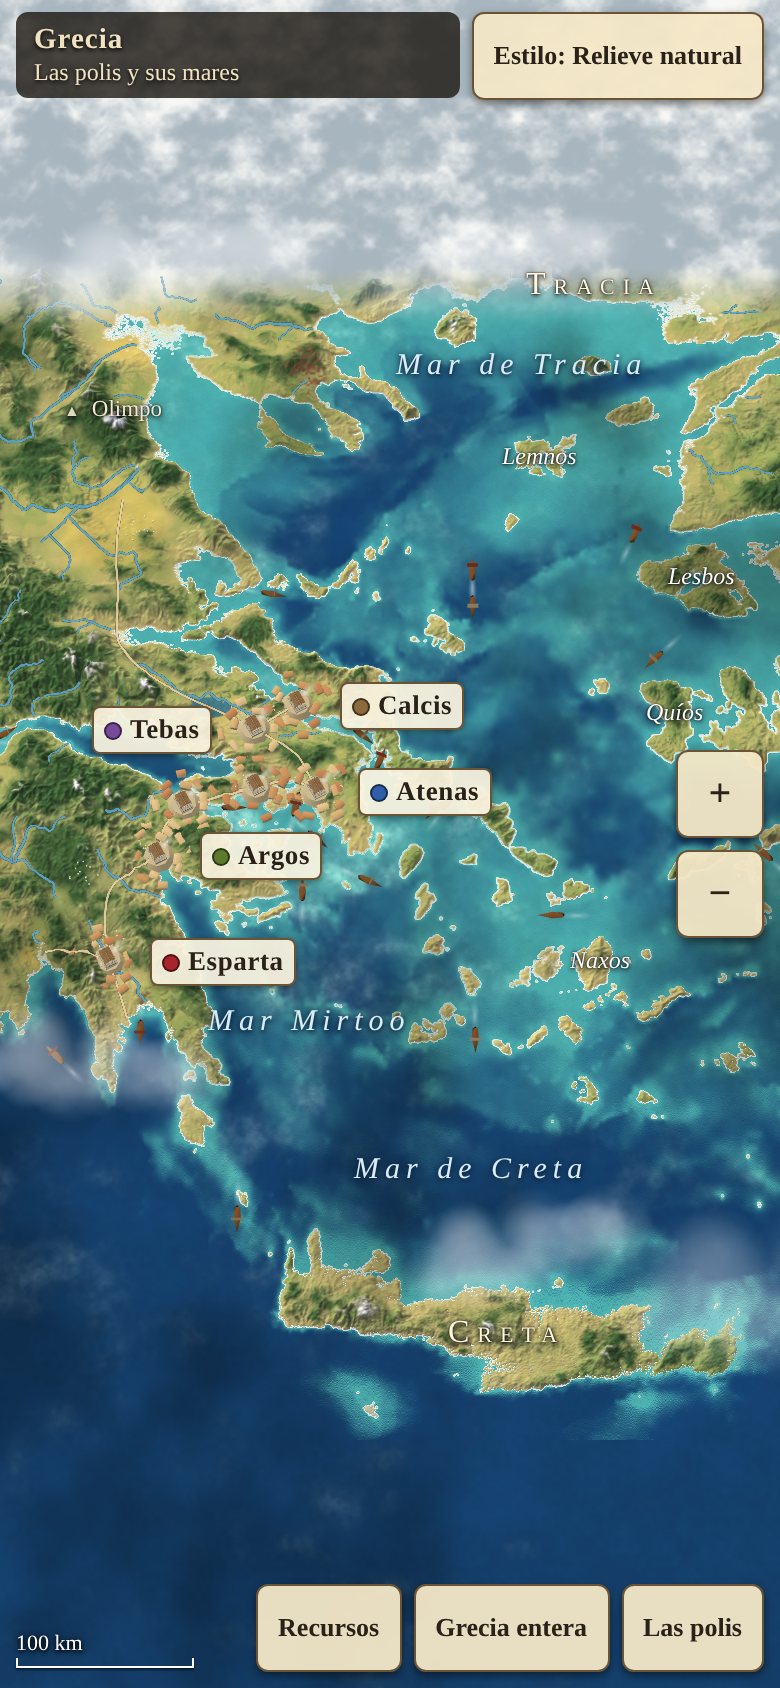 Grecia
Las polis y sus mares
Estilo: Relieve natural
TRACIA
Mar de Tracia
Olimpo
Lemnos
Lesbos
Calcis
Quíos
Tebas
Atenas
+
Argos
−
Esparta
Naxos
Mar Mirtoo
Mar de Creta
CRETA
100 km
Recursos
Grecia entera
Las polis